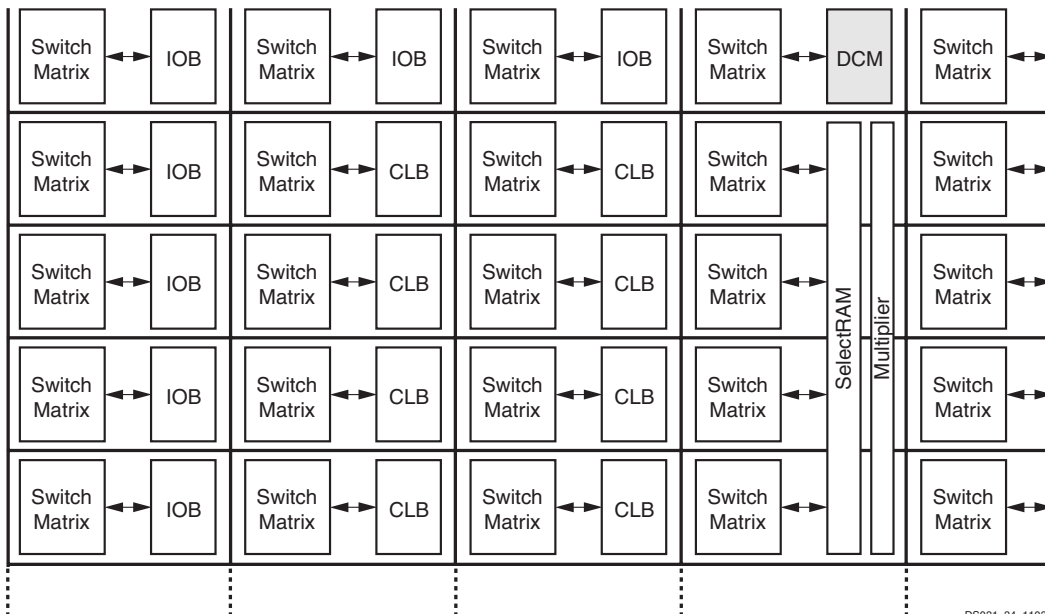 Switch
Matrix
IOB
Switch
Matrix
IOB
Switch
Matrix
IOB
Switch
Matrix
DCM
Switch
Matrix
Switch
Matrix
IOB
Switch
Matrix
CLB
Switch
Matrix
CLB
Switch
Matrix
Switch
Matrix
Switch
Matrix
IOB
Switch
Matrix
CLB
Switch
Matrix
CLB
Switch
Matrix
SelectRAM
Multiplier
Switch
Matrix
Switch
Matrix
IOB
Switch
Matrix
CLB
Switch
Matrix
CLB
Switch
Matrix
Switch
Matrix
Switch
Matrix
IOB
Switch
Matrix
CLB
Switch
Matrix
CLB
Switch
Matrix
Switch
Matrix